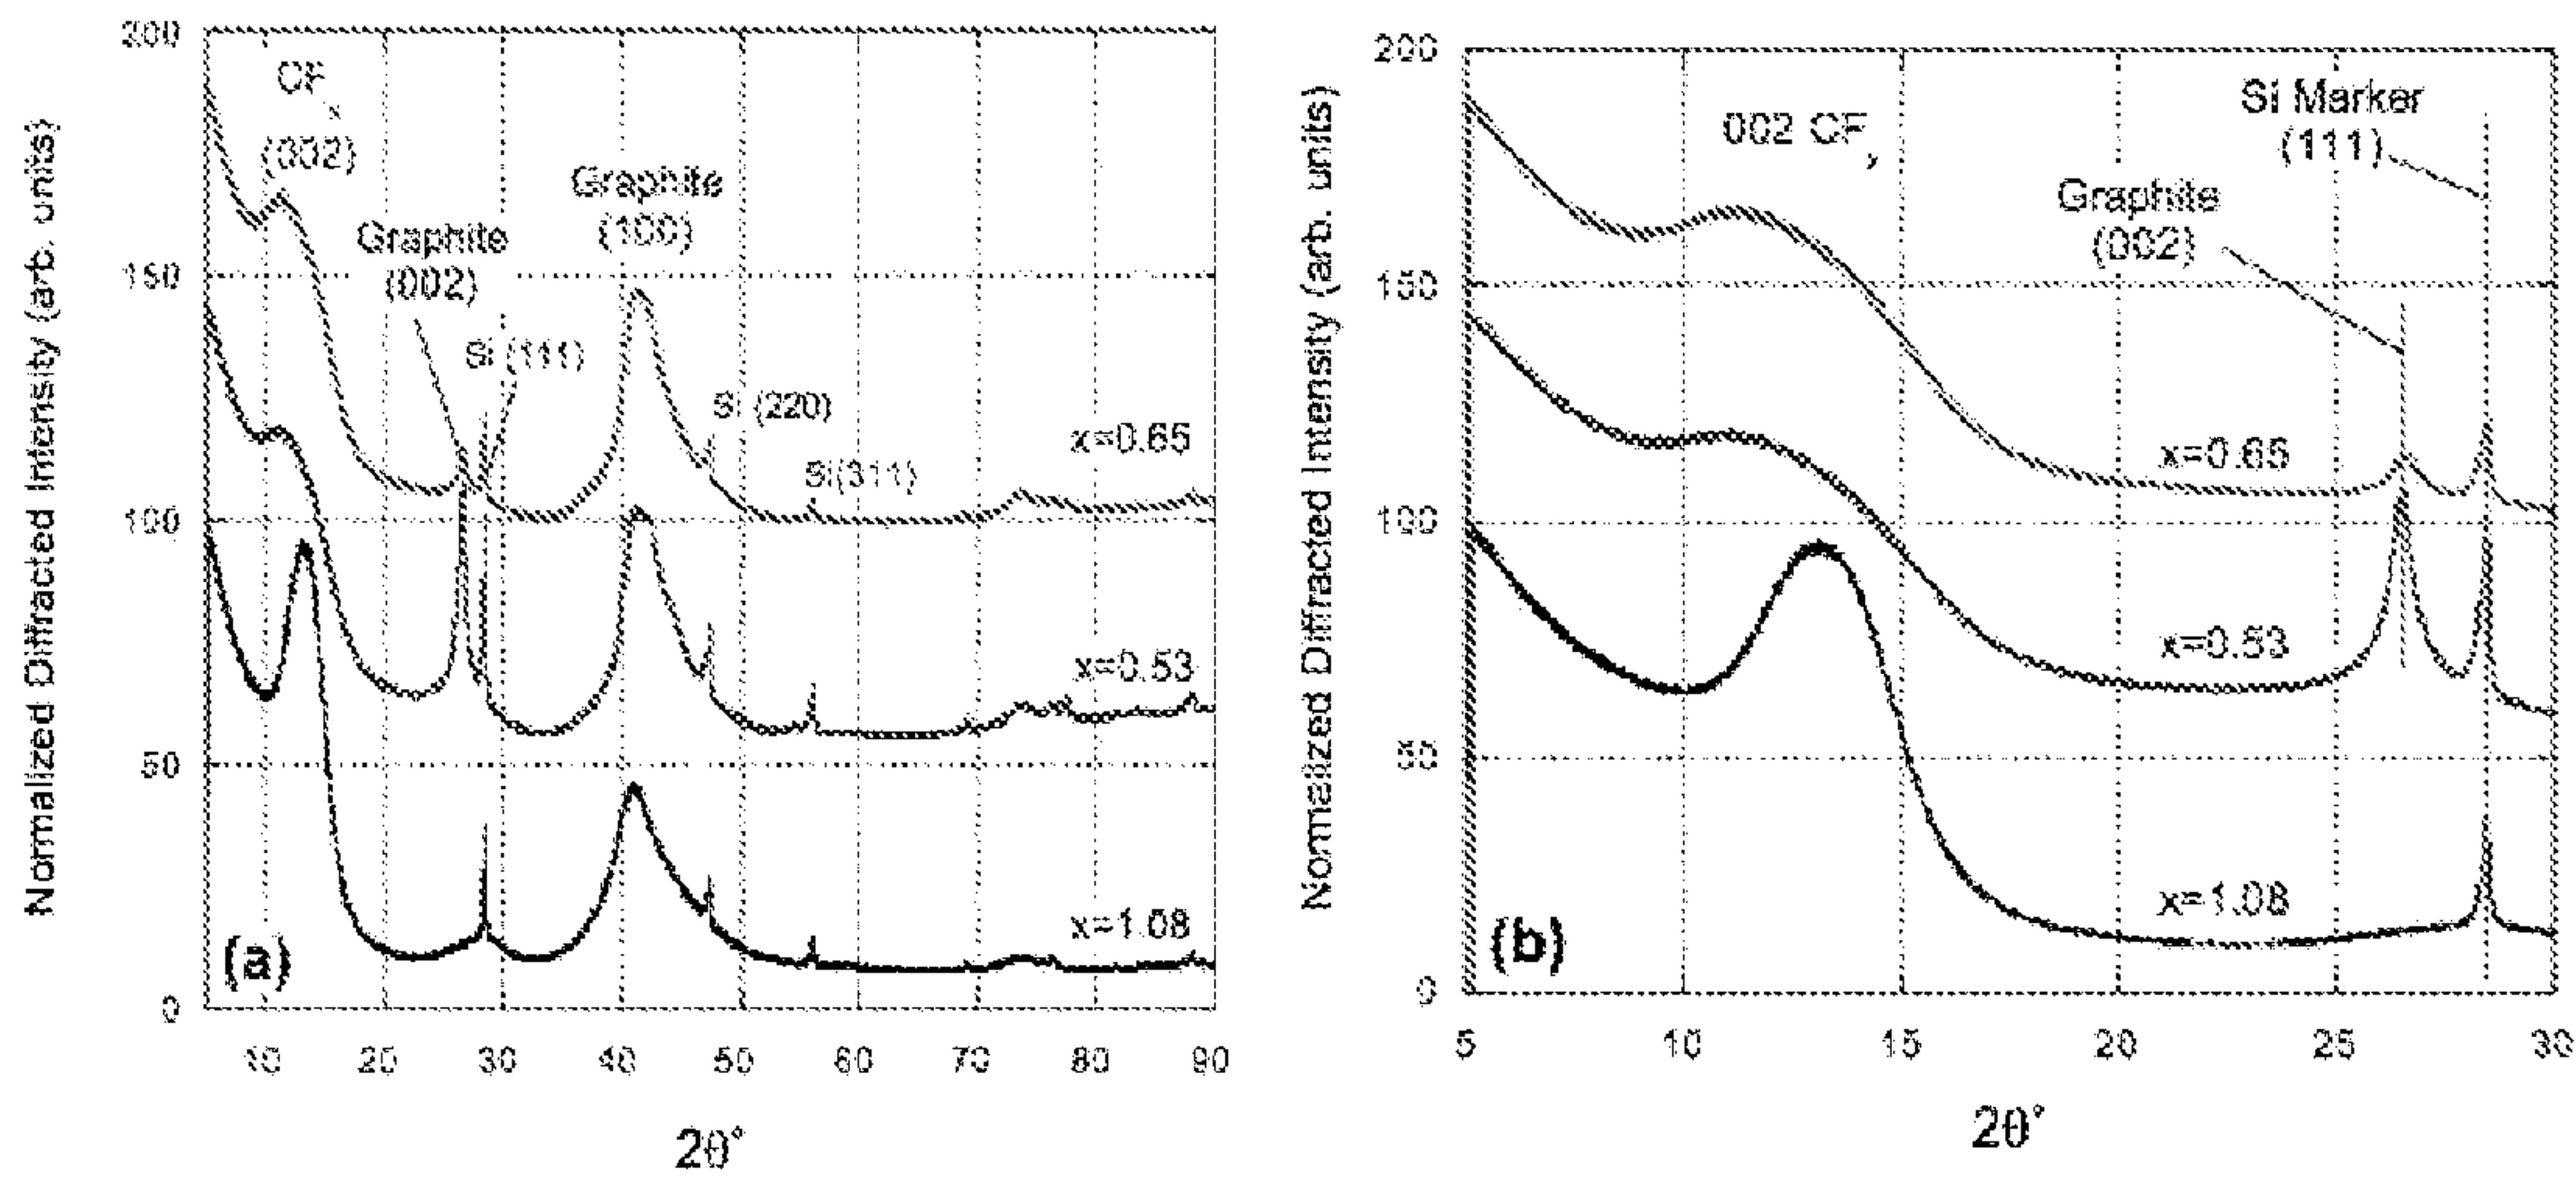 Normalized Diffracted Intensity (arb. units)
200
150
100
50
0
CF
x
(002)
Graphite
(002)
Si (111)
Graphite
(100)
Si (220)
Si(311)
x=0.65
x=0.53
x=1.08
(a)
10 20 30 40 50 60 70 80 90
2θ°
Normalized Diffracted Intensity (arb. units)
200
150
100
50
0
002 CF
Si Marker
(111)
Graphite
(002)
x=0.65
x=0.53
x=1.08
(b)
5 10 15 20 25 30
2θ°